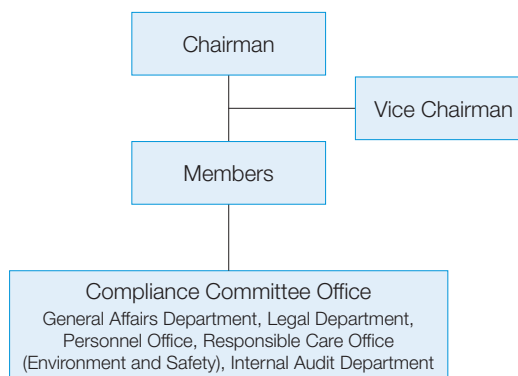 Chairman
Vice Chairman
Members
Compliance Committee Office
General Affairs Department, Legal Department,
Personnel Office, Responsible Care Office
(Environment and Safety), Internal Audit Department